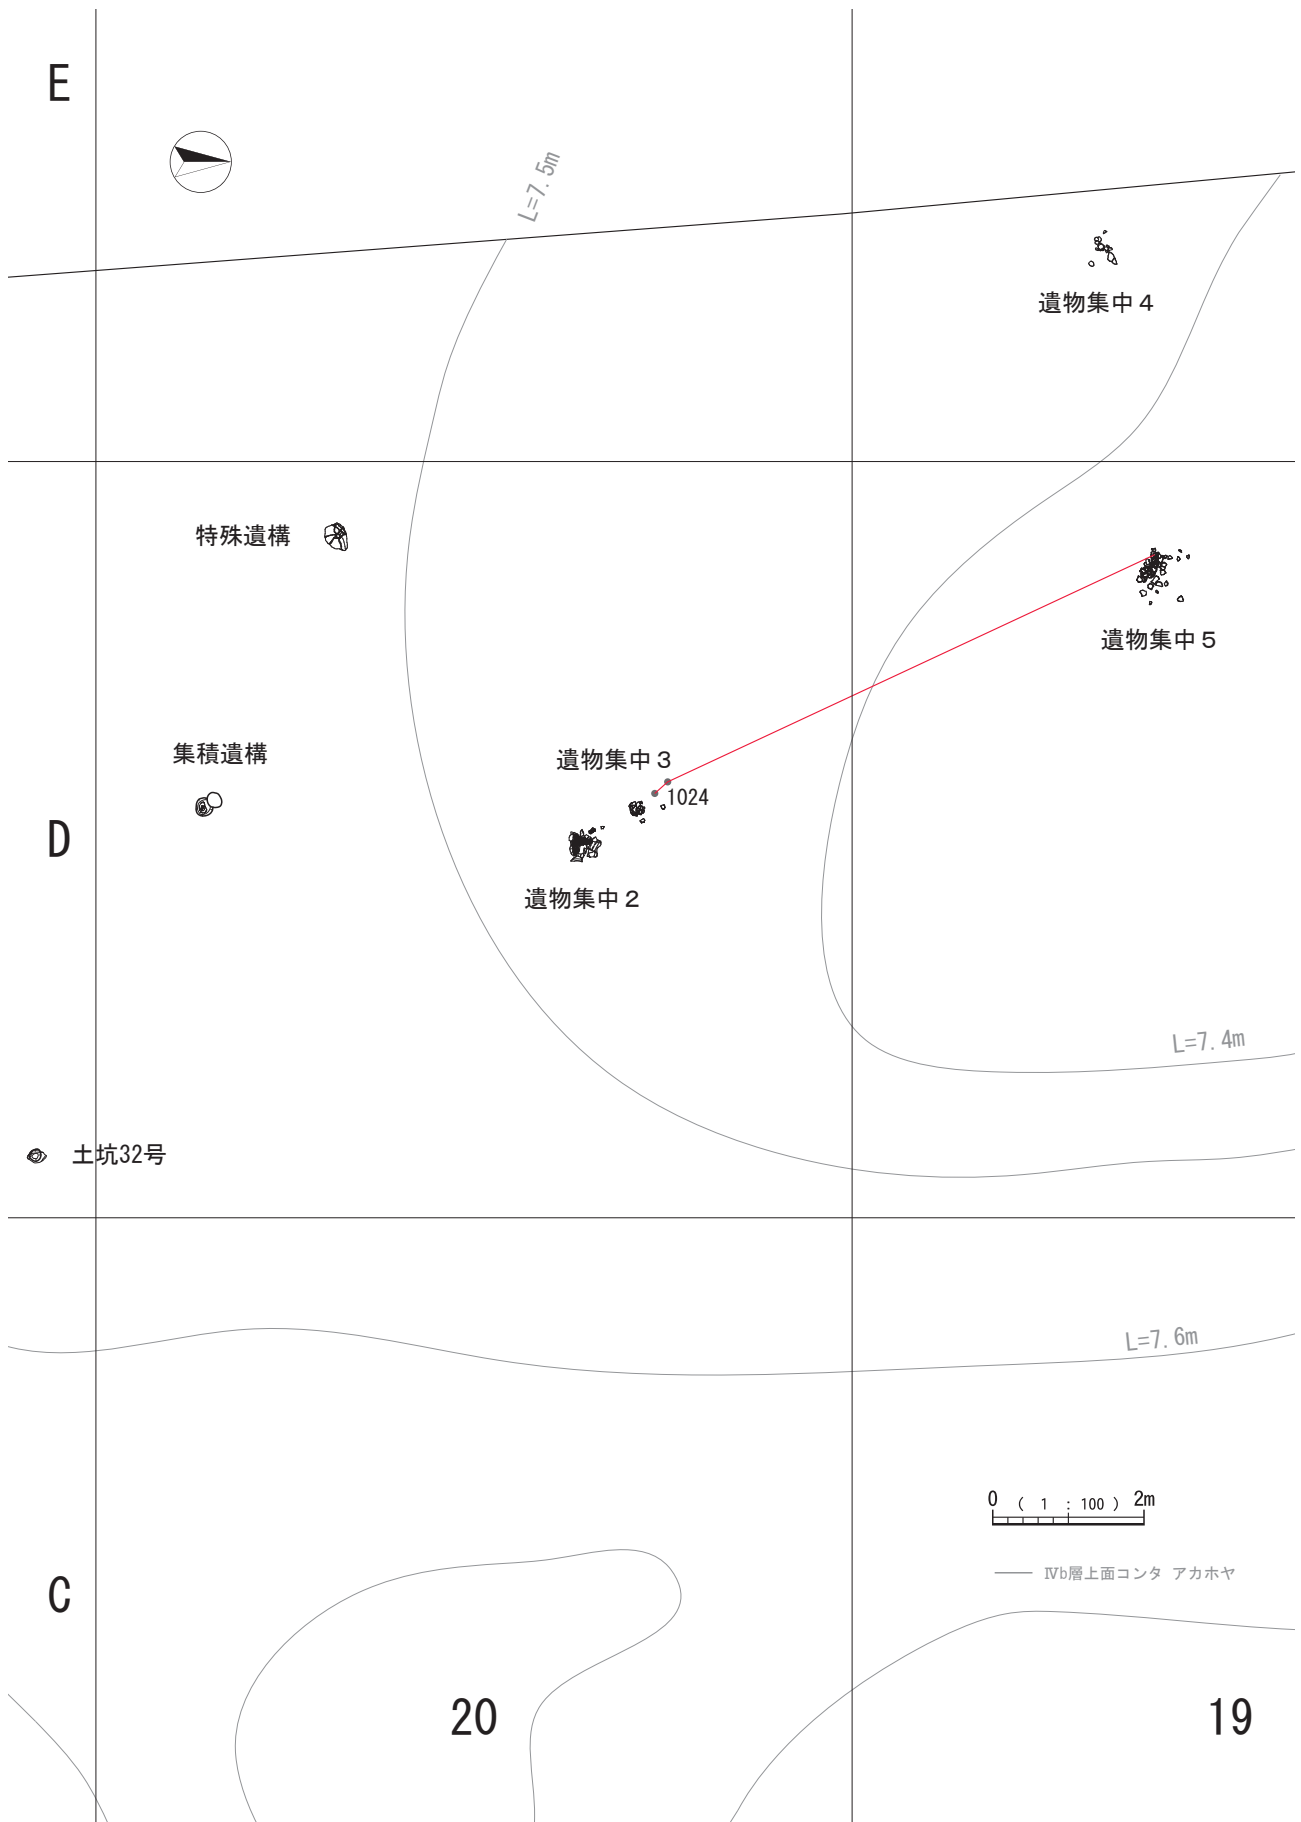 E
L=7.5m
遺物集中4
特殊遺構
遺物集中5
集積遺構
遺物集中3
1024
D
遺物集中2
L=7.4m
土坑32号
L=7.6m
0 ( 1 : 100 ) 2m
Ⅳb層上面コンタ アカホヤ
C
20
19